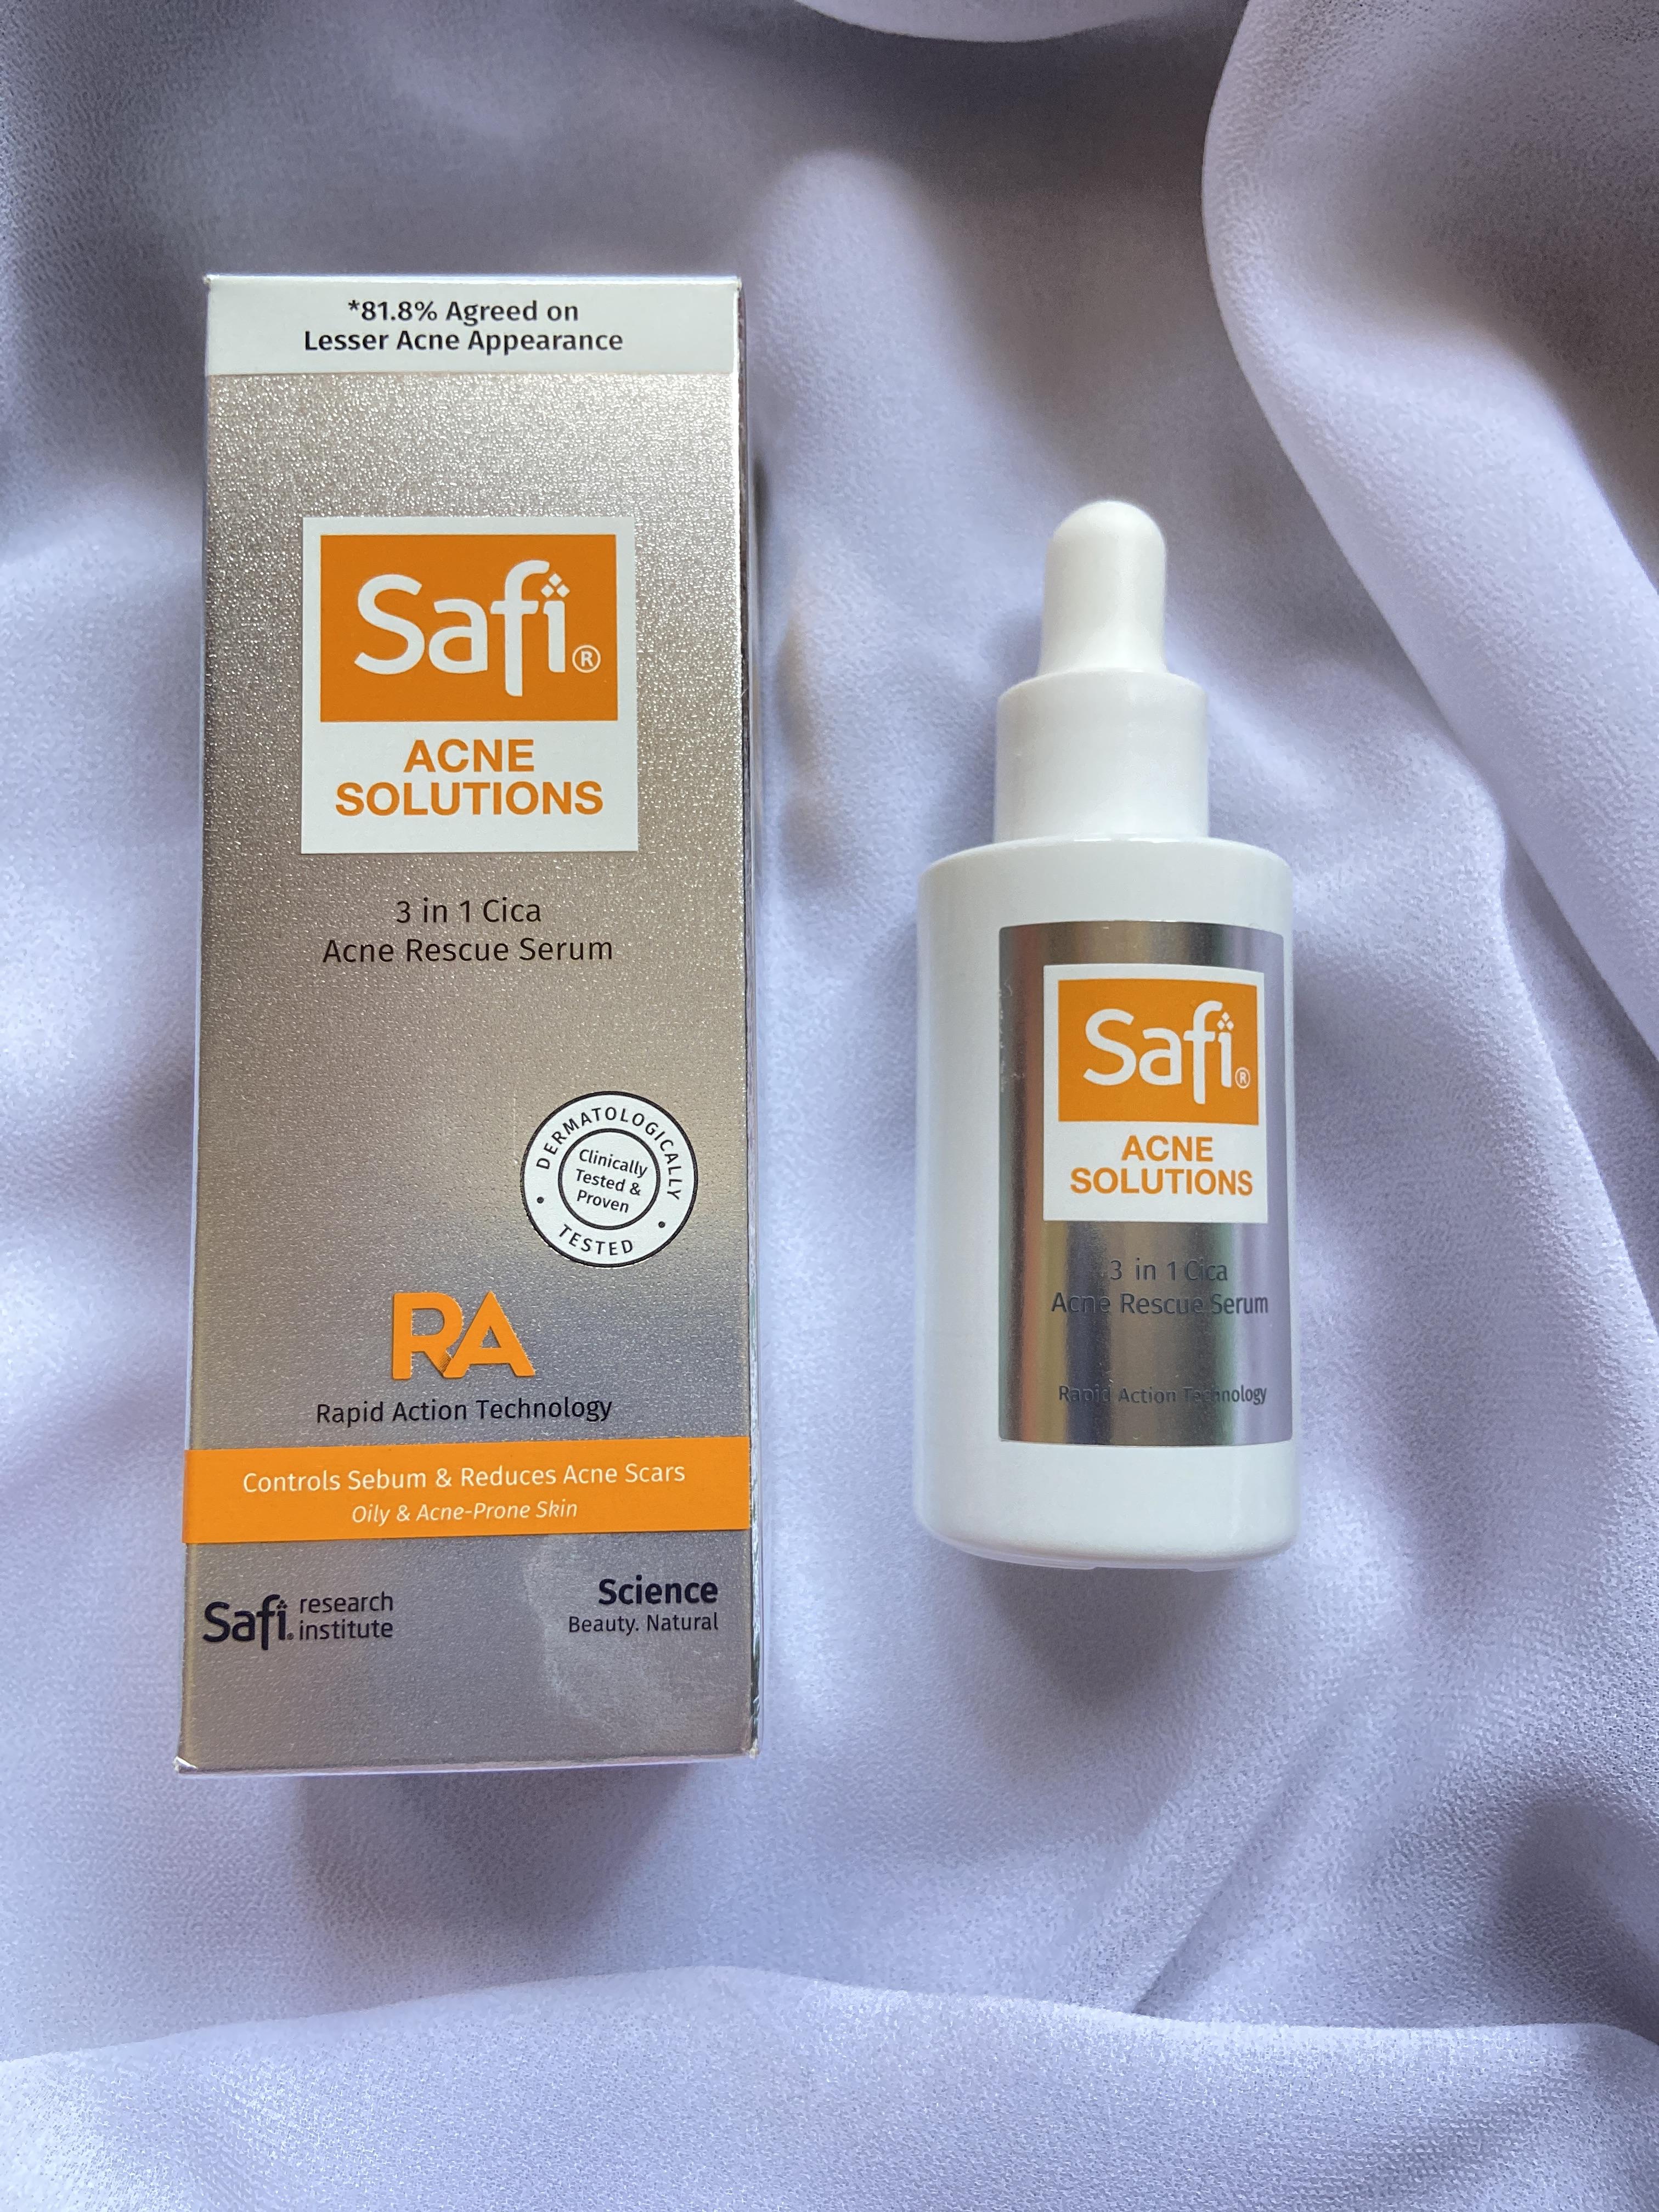 *81.8% Agreed on
Lesser Acne Appearance
Safi®
ACNE
SOLUTIONS
3 in 1 Cica
Acne Rescue Serum
DERMATOLOGICALLY
Clinically
Tested &
Proven
• TESTED •
RA
Rapid Action Technology
Controls Sebum & Reduces Acne Scars
Oily & Acne-Prone Skin
Safi. research
institute
Science
Beauty. Natural
Safi®
ACNE
SOLUTIONS
3 in 1 Cica
Acne Rescue Serum
Rapid Action Technology